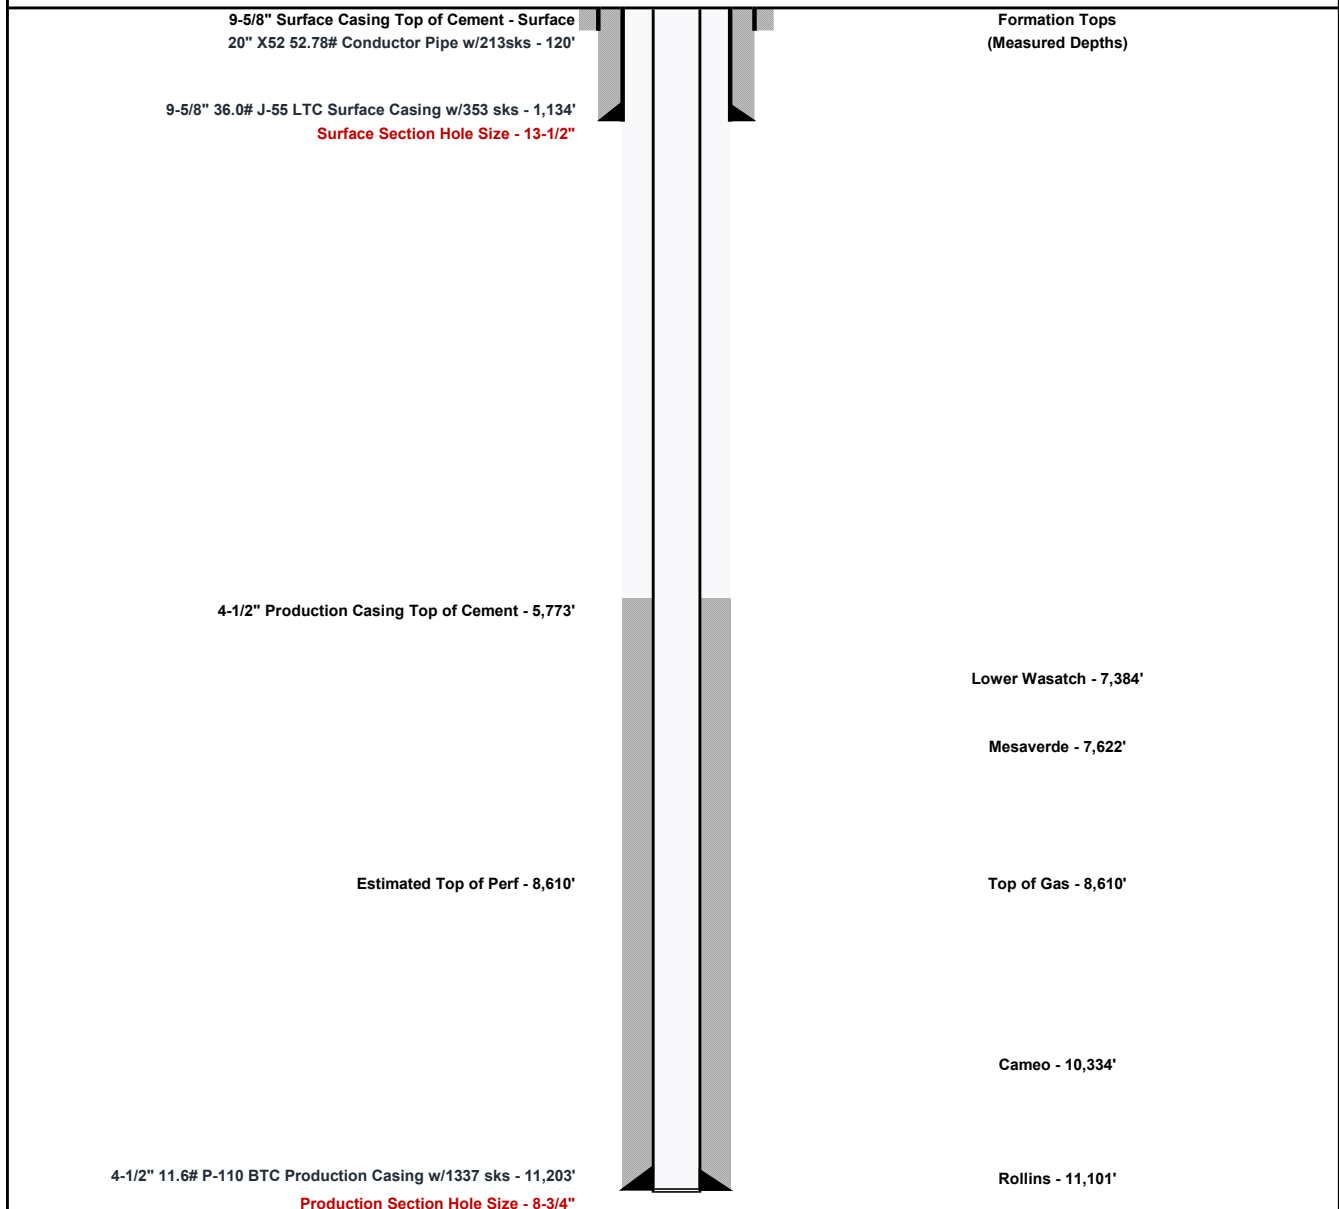 9-5/8" Surface Casing Top of Cement - Surface
Formation Tops
20" X52 52.78# Conductor Pipe w/213sks - 120'
(Measured Depths)
9-5/8" 36.0# J-55 LTC Surface Casing w/353 sks - 1,134'
Surface Section Hole Size - 13-1/2"
4-1/2" Production Casing Top of Cement - 5,773'
Lower Wasatch - 7,384'
Mesaverde - 7,622'
Estimated Top of Perf - 8,610'
Top of Gas - 8,610'
Cameo - 10,334'
4-1/2" 11.6# P-110 BTC Production Casing w/1337 sks - 11,203'
Rollins - 11,101'
Production Section Hole Size - 8-3/4"